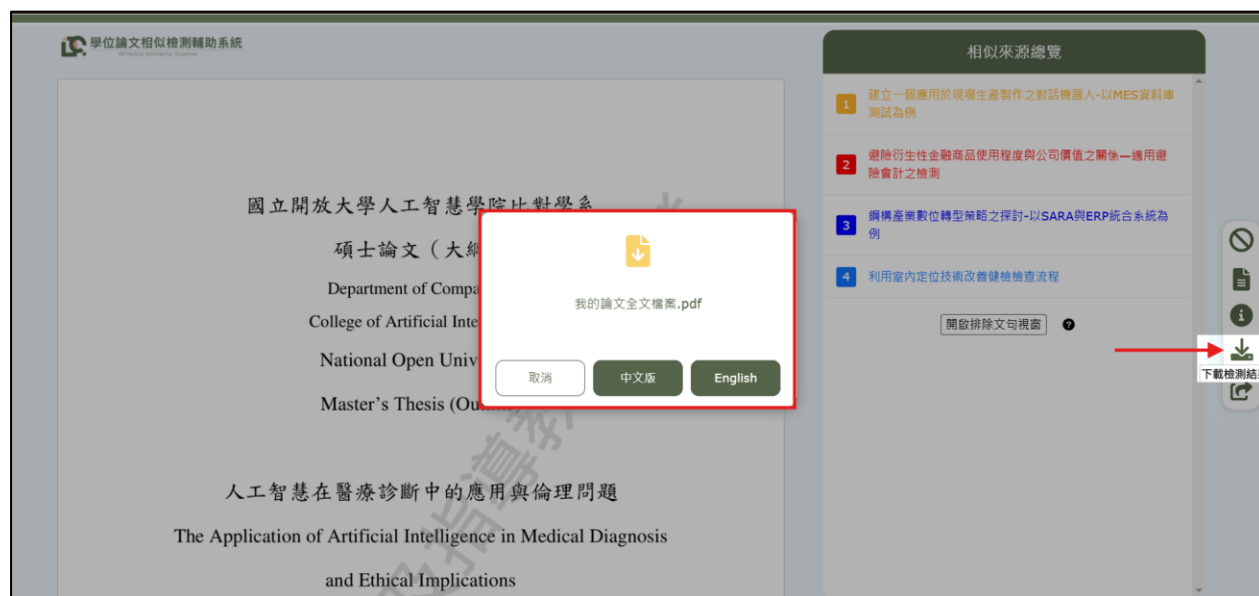 學位論文相似檢測輔助系統
國立開放大學人工智慧學院比對學系
碩士論文（大綱
Department of Compa
College of Artificial Inte
National Open Univ
Master's Thesis (Ou
人工智慧在醫療診斷中的應用與倫理問題
The Application of Artificial Intelligence in Medical Diagnosis
and Ethical Implications
及指導教
我的論文全文檔案.pdf
取消
中文版
English
相似來源總覽
1
建立一個應用於現場生產製作之對話機器人-以MES資料庫
測試為例
2
避險衍生性金融商品使用程度與公司價值之關係—適用避
險會計之檢測
3
鋼構產業數位轉型策略之探討-以SARA與ERP統合系統為
例
4
利用室內定位技術改善健檢檢查流程
開啟排除文句視窗
下載檢測結